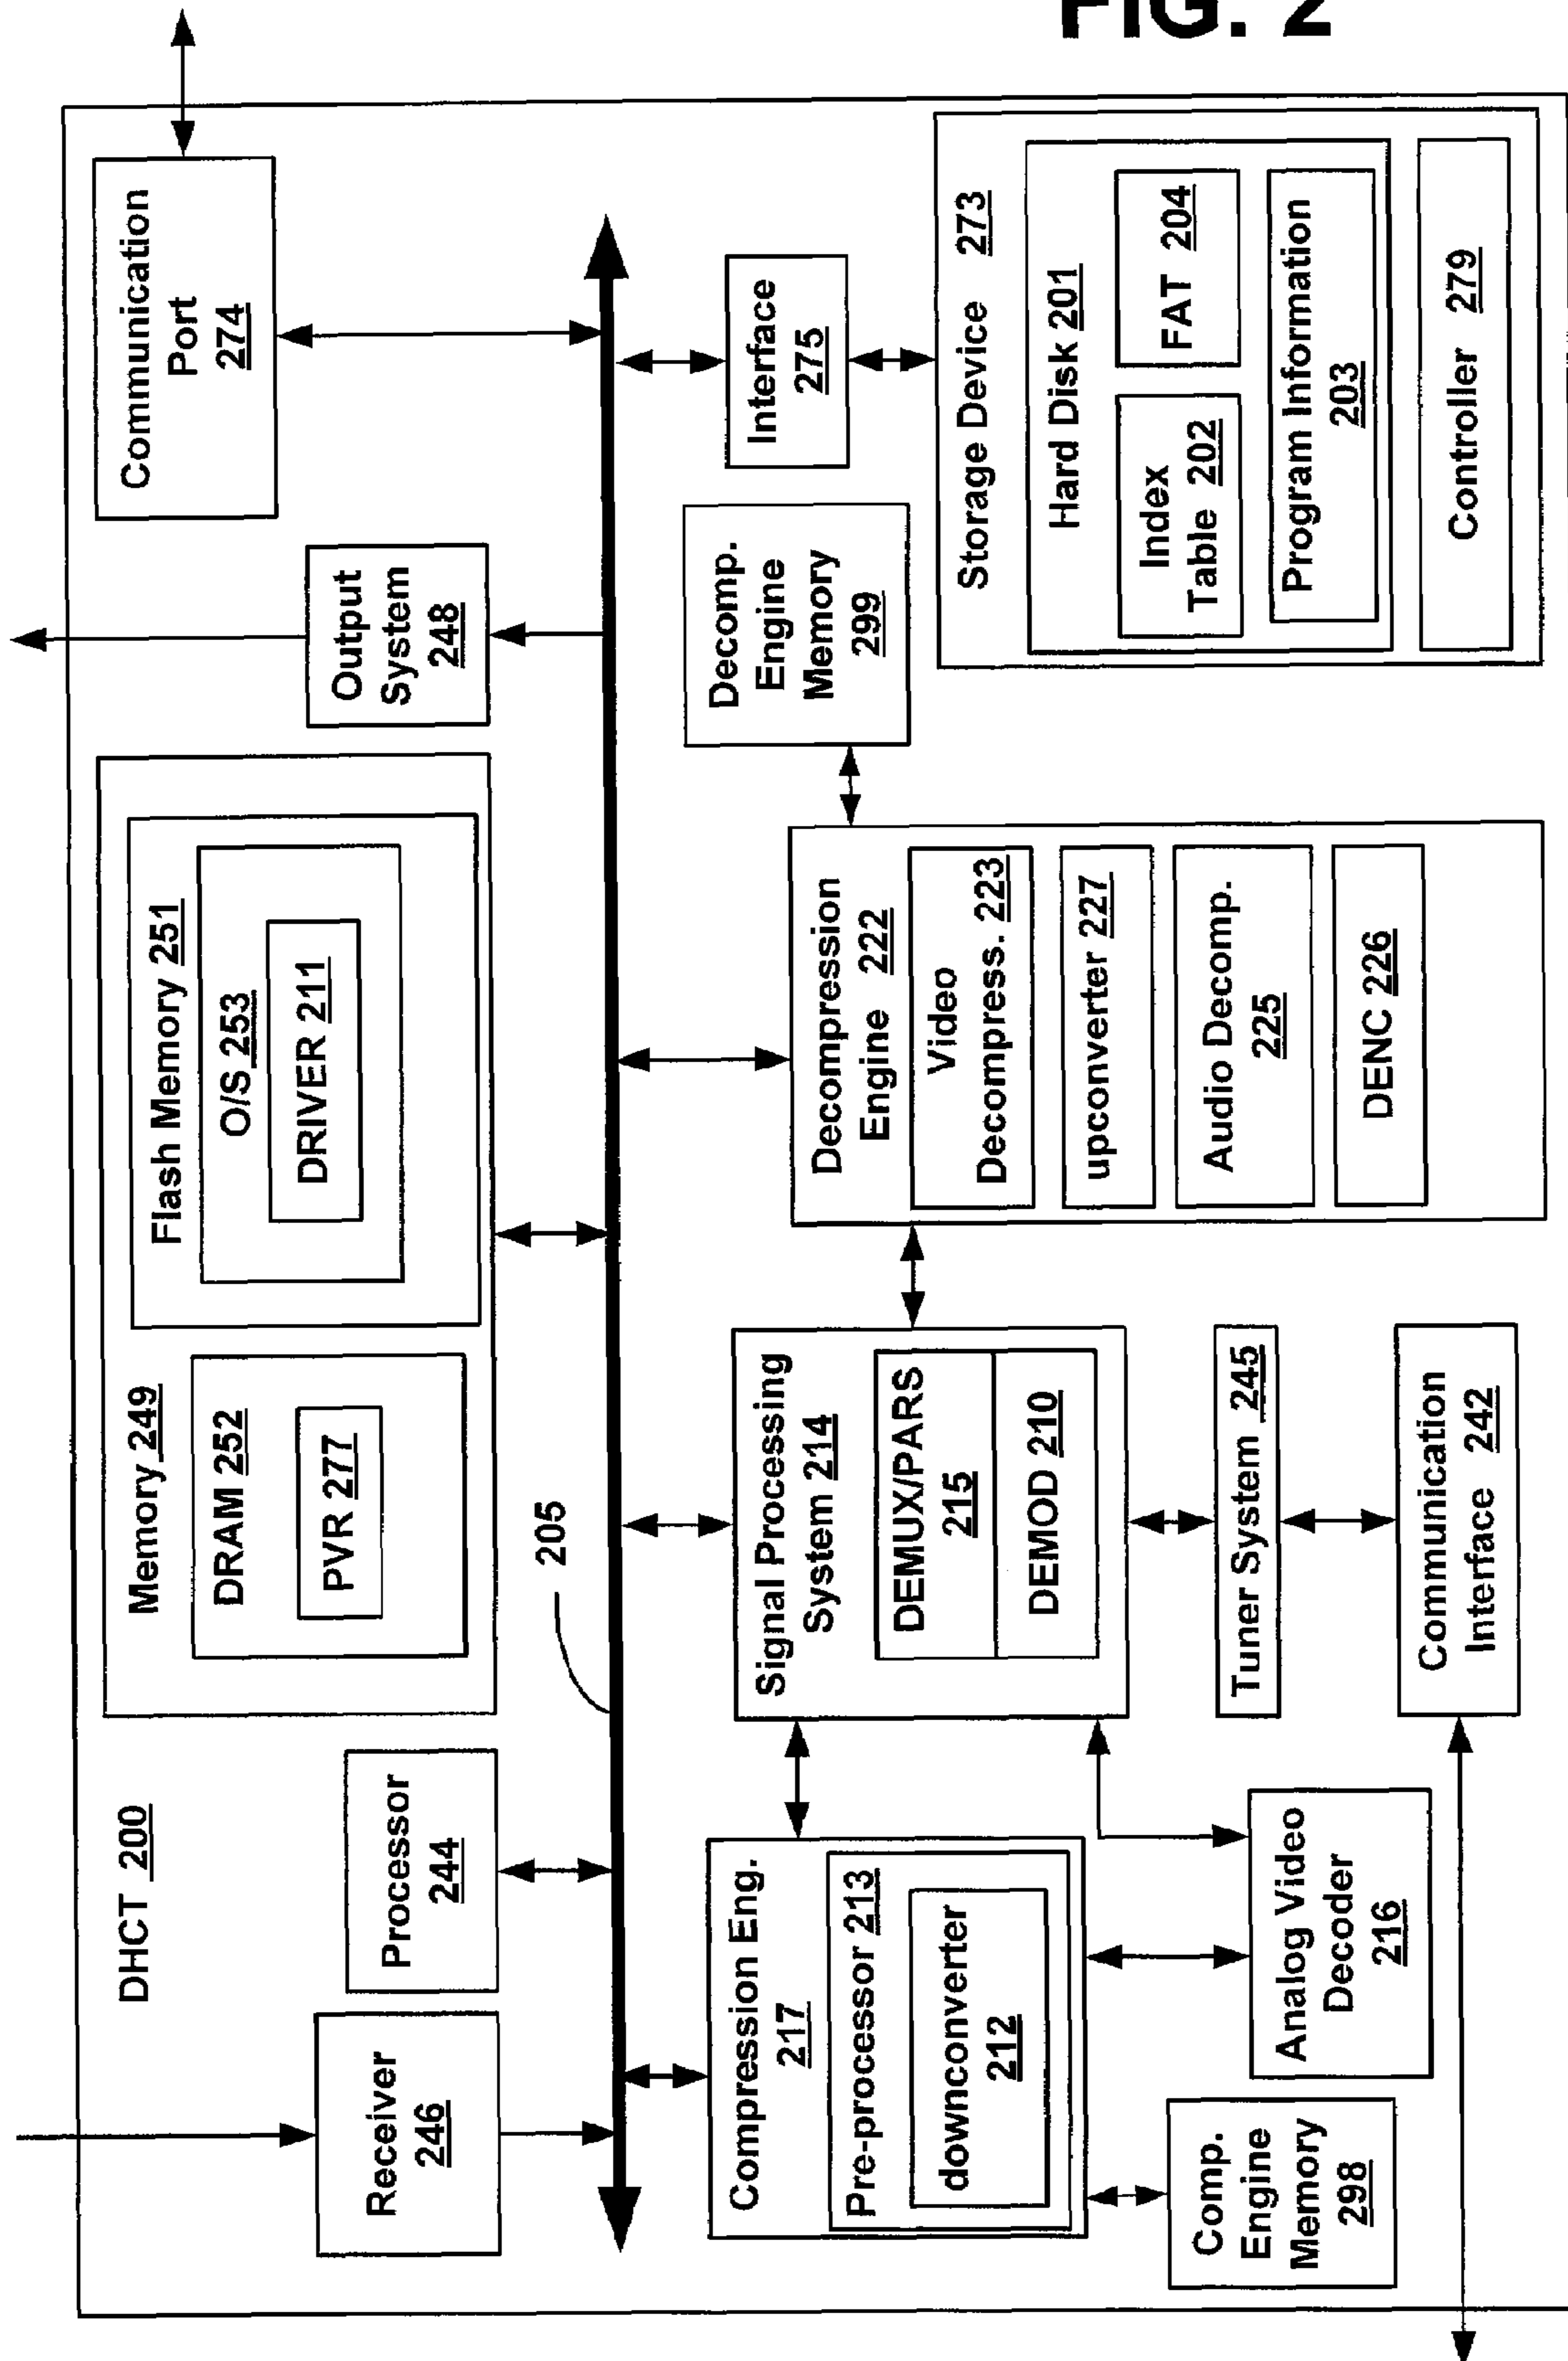 FIG. 2
DHCT 200
Receiver
246
Processor
244
Memory 249
DRAM 252
PVR 277
Flash Memory 251
O/S 253
DRIVER 211
Output
System
248
Communication
Port
274
205
Compression Eng.
217
Pre-processor 213
downconverter
212
Comp.
Engine
Memory
298
Analog Video
Decoder
216
Signal Processing
System 214
DEMUX/PARS
215
DEMOD 210
Tuner System 245
Communication
Interface 242
Decompression
Engine 222
Video
Decompress. 223
upconverter 227
Audio Decomp.
225
DENC 226
Decomp.
Engine
Memory
299
Interface
275
Storage Device 273
Hard Disk 201
Index
Table 202
FAT 204
Program Information
203
Controller 279